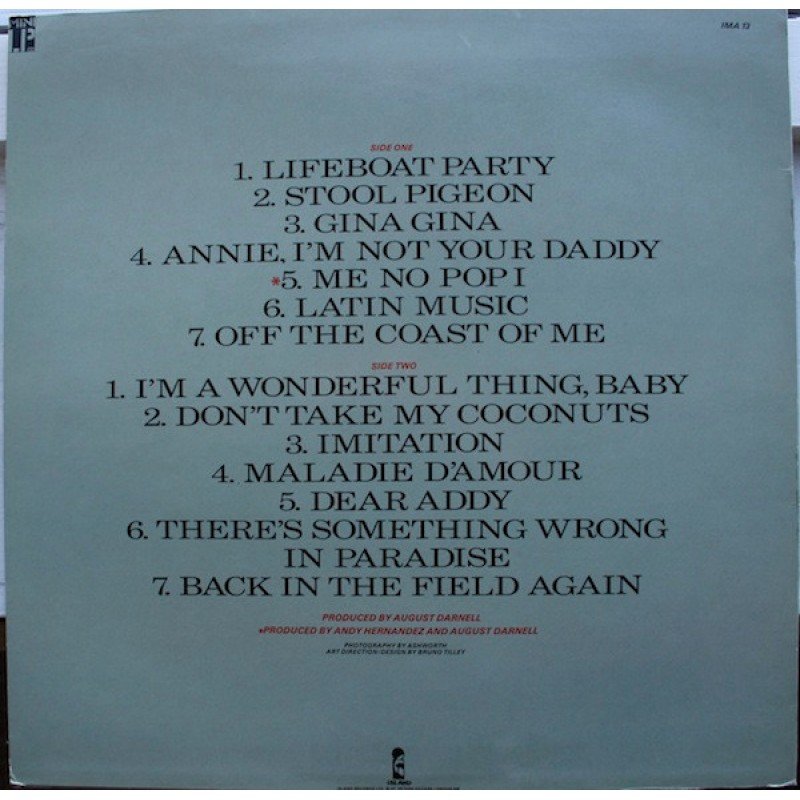 MINI
LP
IMA 13
SIDE ONE
1. LIFEBOAT PARTY
2. STOOL PIGEON
3. GINA GINA
4. ANNIE, I'M NOT YOUR DADDY
*5. ME NO POP I
6. LATIN MUSIC
7. OFF THE COAST OF ME
SIDE TWO
1. I'M A WONDERFUL THING, BABY
2. DON'T TAKE MY COCONUTS
3. IMITATION
4. MALADIE D'AMOUR
5. DEAR ADDY
6. THERE'S SOMETHING WRONG
IN PARADISE
7. BACK IN THE FIELD AGAIN
PRODUCED BY AUGUST DARNELL
*PRODUCED BY ANDY HERNANDEZ AND AUGUST DARNELL
PHOTOGRAPHY BY ASHWORTH
ART DIRECTION/DESIGN BY BRUNO TILLEY
ISLAND